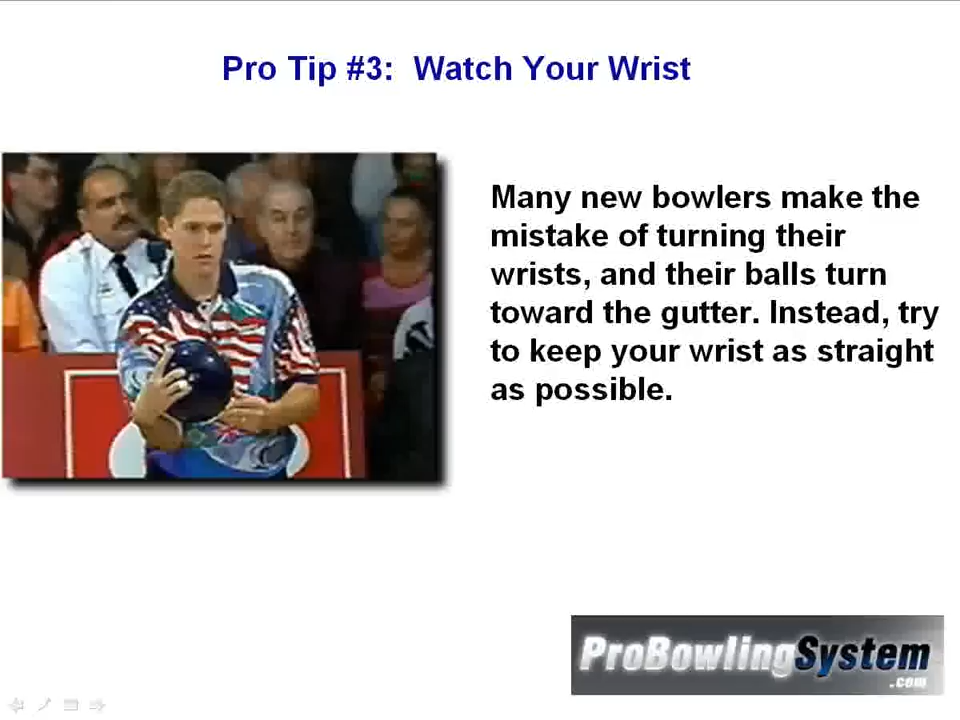 Pro Tip #3: Watch Your Wrist
Many new bowlers make the
mistake of turning their
wrists, and their balls turn
toward the gutter. Instead, try
to keep your wrist as straight
as possible.
ProBowlingSystem
.com